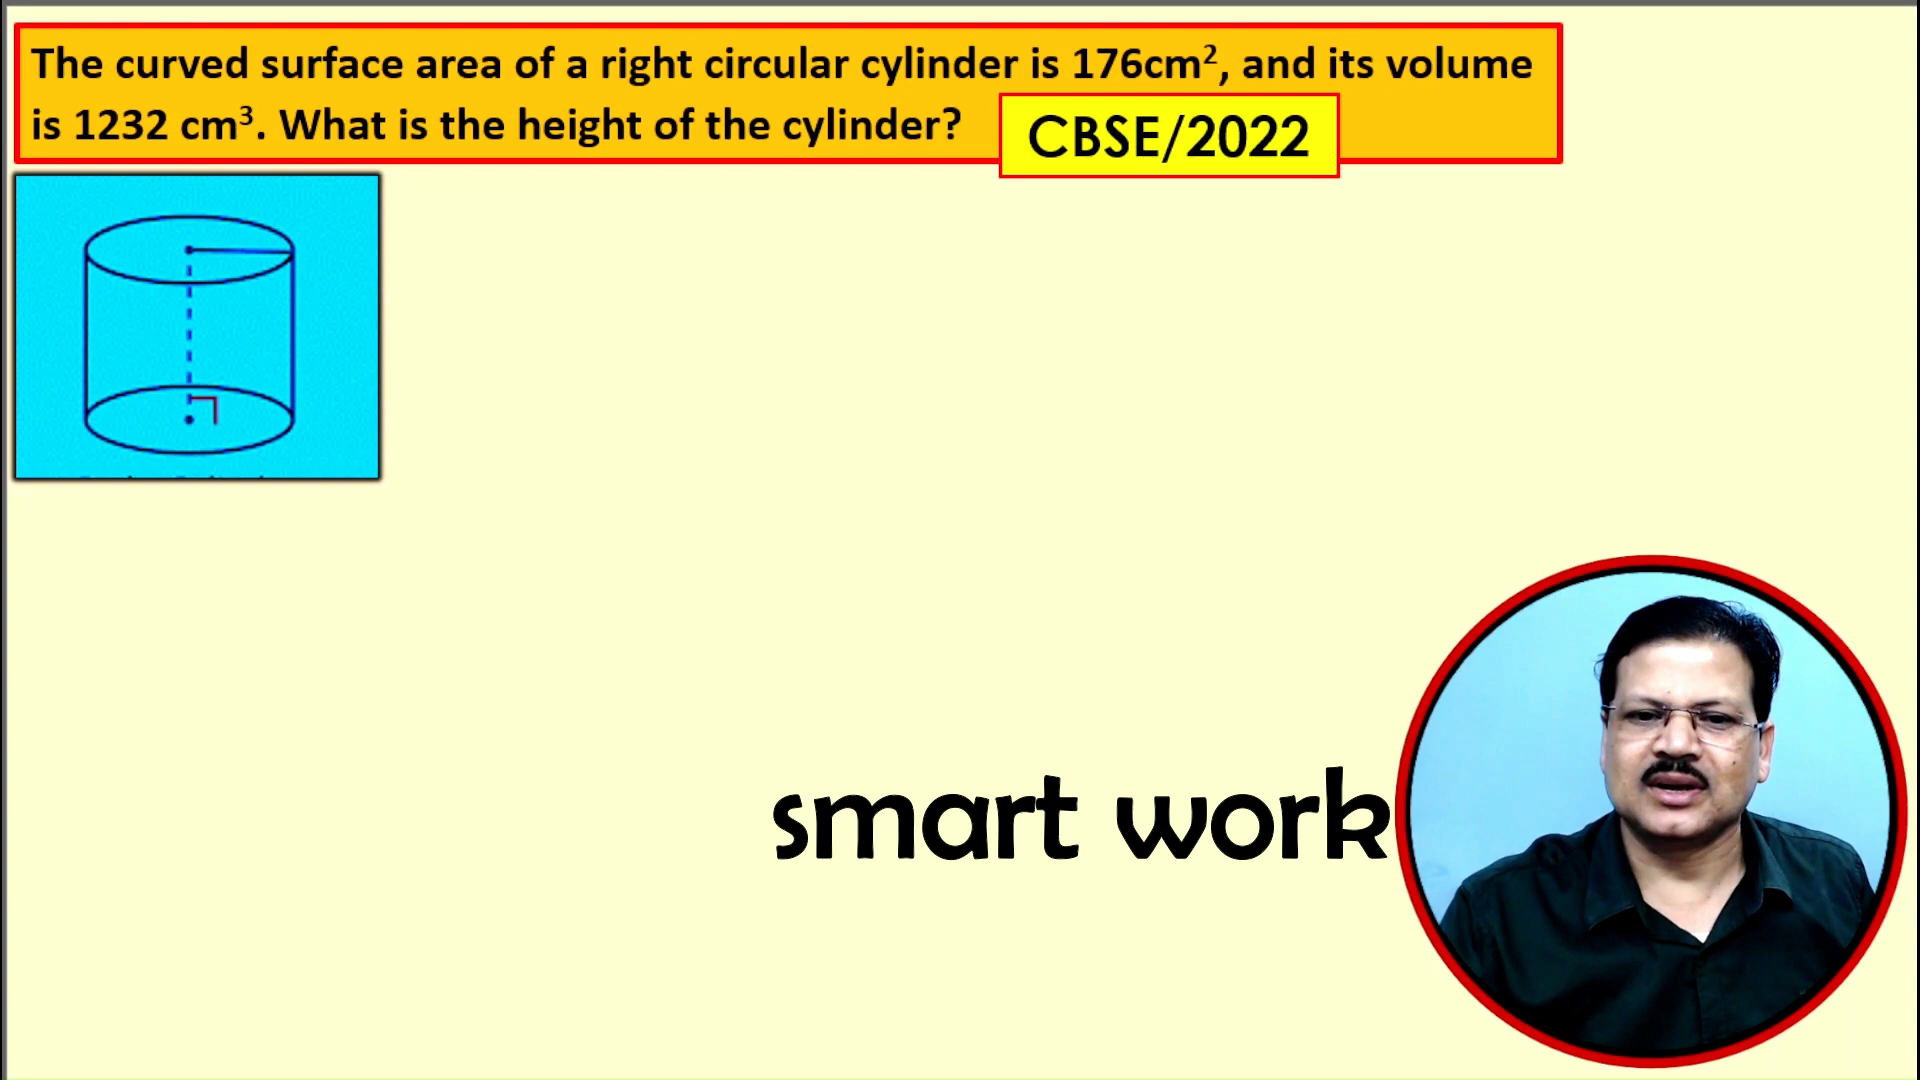 The curved surface area of a right circular cylinder is 176cm², and its volume
is 1232 cm³. What is the height of the cylinder?
CBSE/2022
smart work